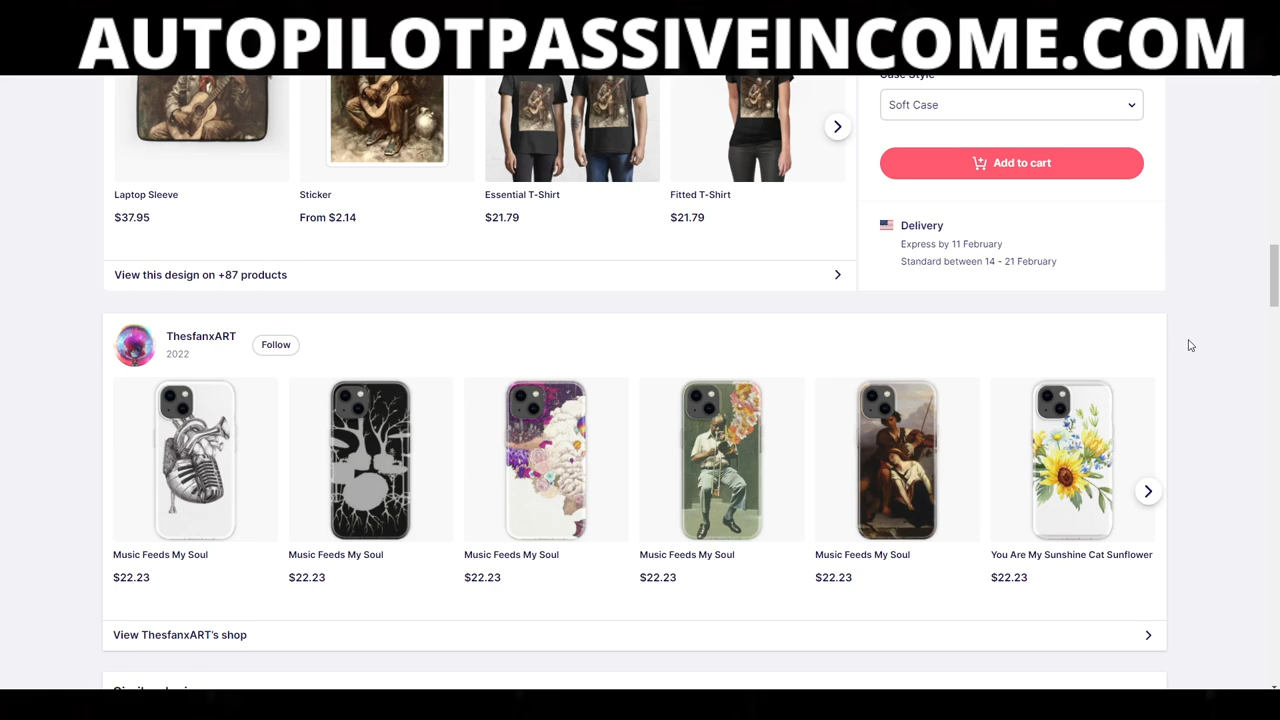 AUTOPILOTPASSIVEINCOME.COM
Case Style
Soft Case
Add to cart
Laptop Sleeve
Sticker
Essential T-Shirt
Fitted T-Shirt
$37.95
From $2.14
$21.79
$21.79
Delivery
Express by 11 February
Standard between 14 - 21 February
View this design on +87 products
ThesfanxART
2022
Follow
Music Feeds My Soul
Music Feeds My Soul
Music Feeds My Soul
Music Feeds My Soul
Music Feeds My Soul
You Are My Sunshine Cat Sunflower
$22.23
$22.23
$22.23
$22.23
$22.23
$22.23
View ThesfanxART's shop